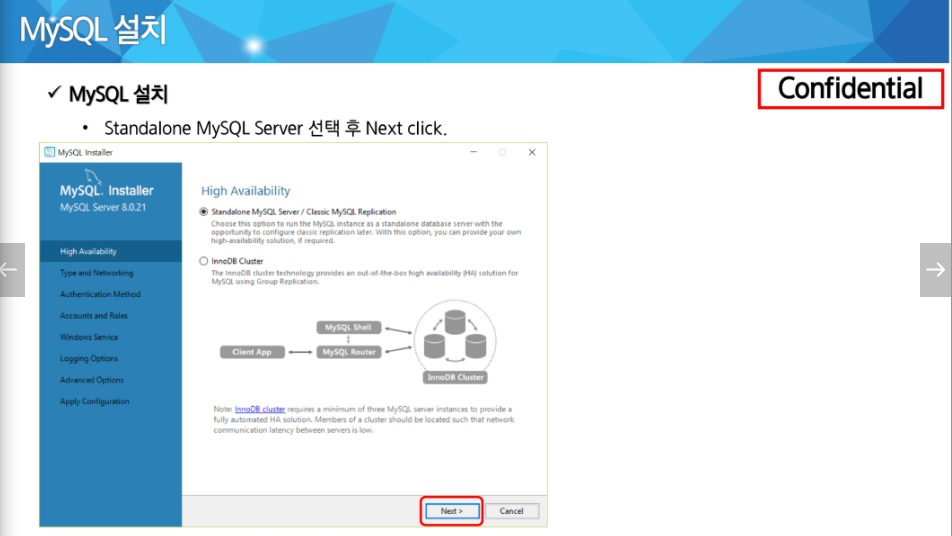 MySQL 설치
Confidential
✓ MySQL 설치
• Standalone MySQL Server 선택 후 Next click.
MySQL Installer
MySQL. Installer
MySQL Server 8.0.21
High Availability
Type and Networking
Authentication Method
Accounts and Roles
Windows Service
Logging Options
Advanced Options
Apply Configuration
High Availability
Standalone MySQL Server / Classic MySQL Replication
Choose this option to run the MySQL instance as a standalone database server with the
opportunity to configure classic replication later. With this option, you can provide your own
high-availability solution, if required.
InnoDB Cluster
The InnoDB cluster technology provides an out-of-the-box high availability (HA) solution for
MySQL using Group Replication.
MySQL Shell
Client App
MySQL Router
InnoDB Cluster
Note: InnoDB cluster requires a minimum of three MySQL server instances to provide a
fully automated HA solution. Members of a cluster should be located such that network
communication latency between servers is low.
Next >
Cancel